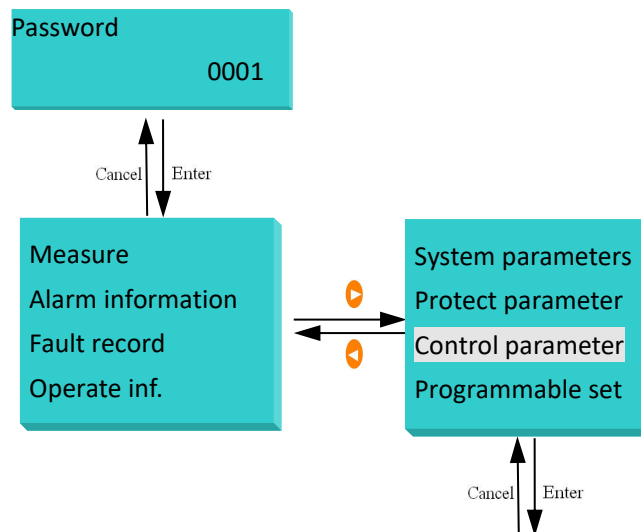 Password
0001
Cancel
Enter
Measure
Alarm information
Fault record
Operate inf.
System parameters
Protect parameter
Control parameter
Programmable set
Cancel
Enter